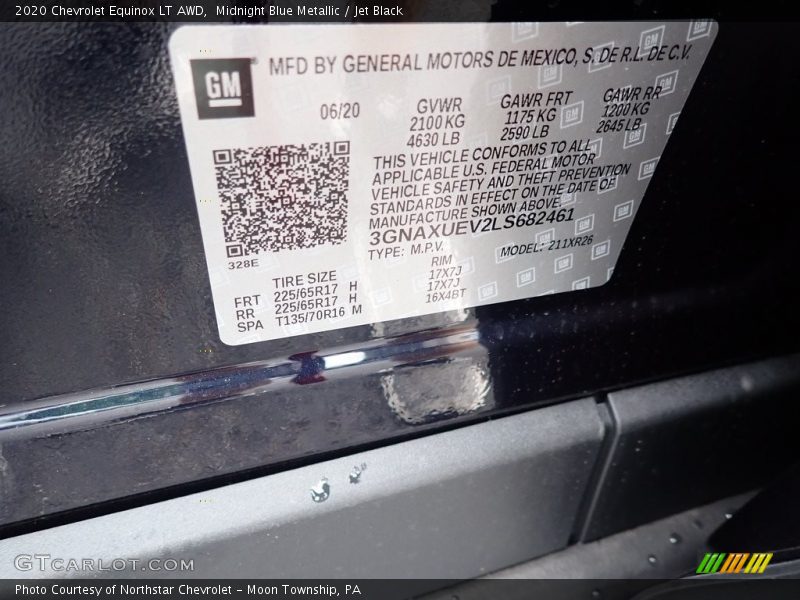 2020 Chevrolet Equinox LT AWD, Midnight Blue Metallic / Jet Black
GM
MFD BY GENERAL MOTORS DE MEXICO, S. DE R.L. DE C.V.
06/20
GVWR
2100 KG
4630 LB
GAWR FRT
1175 KG
2590 LB
GAWR RR
1200 KG
2645 LB
THIS VEHICLE CONFORMS TO ALL
APPLICABLE U.S. FEDERAL MOTOR
VEHICLE SAFETY AND THEFT PREVENTION
STANDARDS IN EFFECT ON THE DATE OF
MANUFACTURE SHOWN ABOVE.
3GNAXUEV2LS682461
TYPE: M.P.V.
MODEL: 211XR26
328E
TIRE SIZE
RIM
FRT 225/65R17 H 17X7J
RR 225/65R17 H 17X7J
SPA T135/70R16 M 16X4BT
GTCARLOT.COM
Photo Courtesy of Northstar Chevrolet - Moon Township, PA